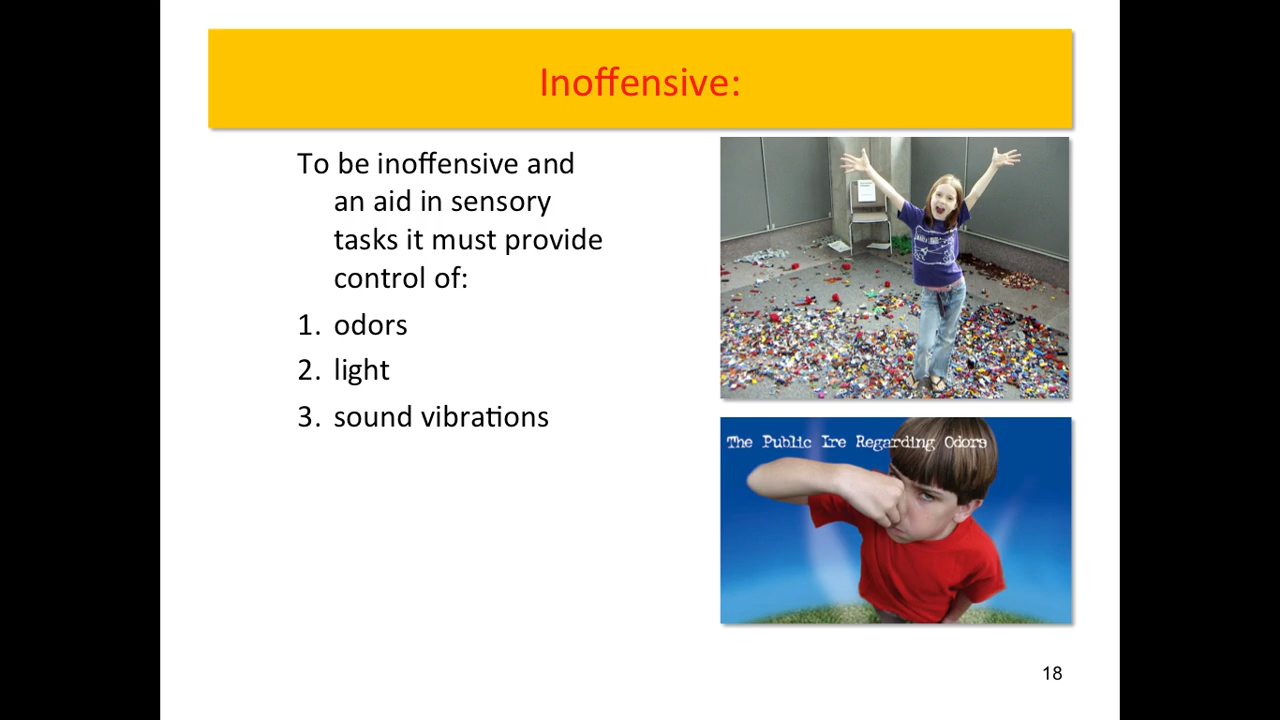 Inoffensive:
To be inoffensive and
an aid in sensory
tasks it must provide
control of:
1. odors
2. light
3. sound vibrations
The Public Ire Regarding Odors
18